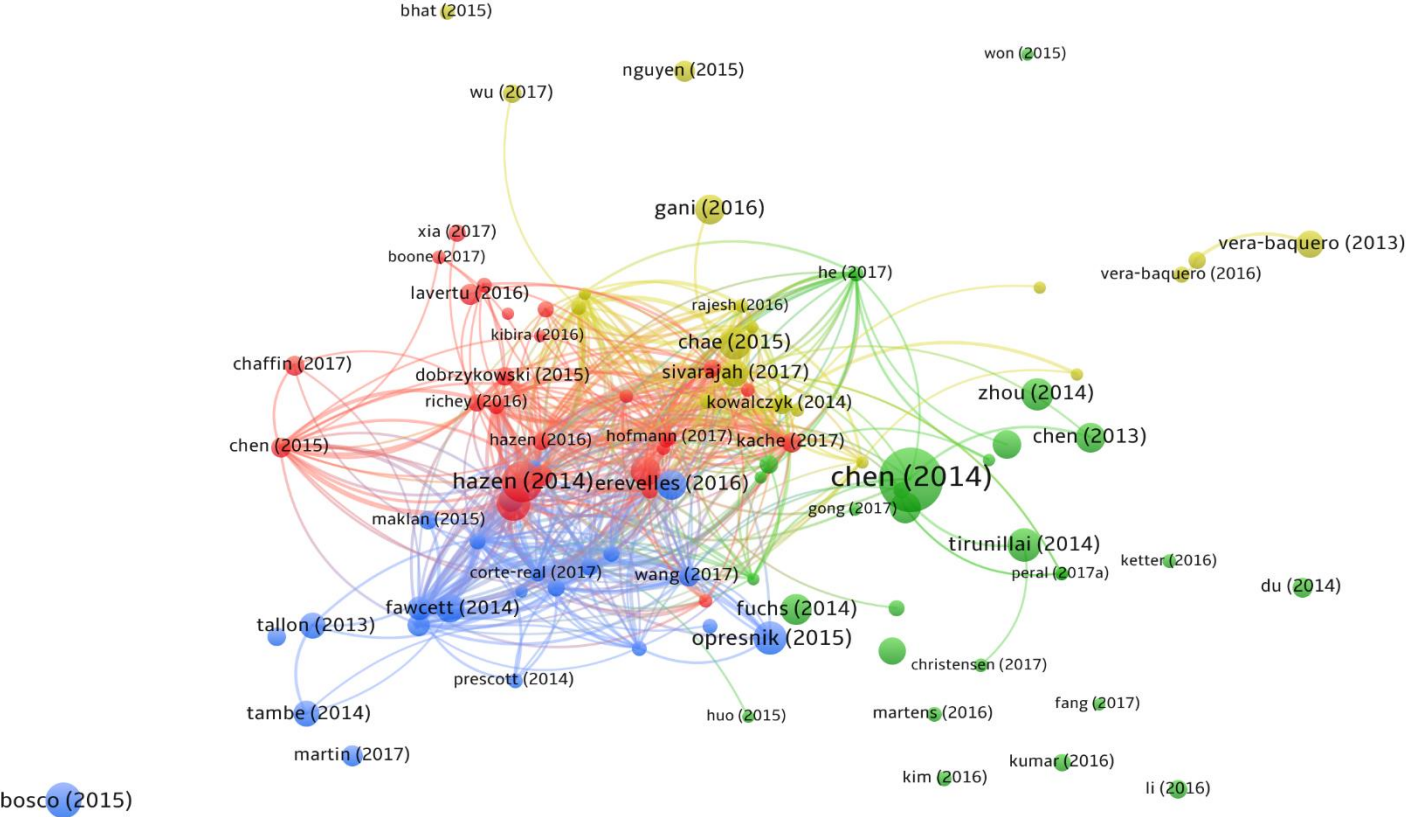 bhat (2015)
won (2015)
nguyen (2015)
wu (2017)
gani (2016)
xia (2017)
vera-baquero (2013)
boone (2017)
he (2017)
vera-baquero (2016)
lavertu (2016)
rajesh (2016)
kibira (2016)
chae (2015)
chaffin (2017)
dobrzykowski (2015)
sivarajah (2017)
zhou (2014)
richey (2016)
kowalczyk (2014)
chen (2015)
hazen (2016)
hofmann (2017)
kache (2017)
chen (2013)
hazen (2014)
erevelles (2016)
chen (2014)
gong (2017)
maklan (2015)
tirunillai (2014)
ketter (2016)
corte-real (2017)
wang (2017)
peral (2017a)
du (2014)
fawcett (2014)
fuchs (2014)
tallon (2013)
opresnik (2015)
christensen (2017)
prescott (2014)
fang (2017)
tambe (2014)
huo (2015)
martens (2016)
martin (2017)
kumar (2016)
kim (2016)
li (2016)
bosco (2015)